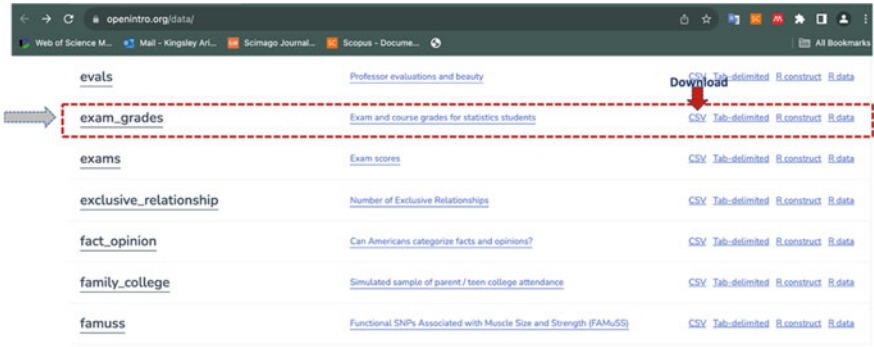 openintro.org/data/
Web of Science M... Mail - Kingsley Ari... Scimago Journal... Scopus - Docume... All Bookmarks
evals Professor evaluations and beauty CSV Tab-delimited R construct R data
Download
exam_grades Exam and course grades for statistics students CSV Tab-delimited R construct R data
exams Exam scores CSV Tab-delimited R construct R data
exclusive_relationship Number of Exclusive Relationships CSV Tab-delimited R construct R data
fact_opinion Can Americans categorize facts and opinions? CSV Tab-delimited R construct R data
family_college Simulated sample of parent / teen college attendance CSV Tab-delimited R construct R data
famuss Functional SNPs Associated with Muscle Size and Strength (FAMuSS) CSV Tab-delimited R construct R data